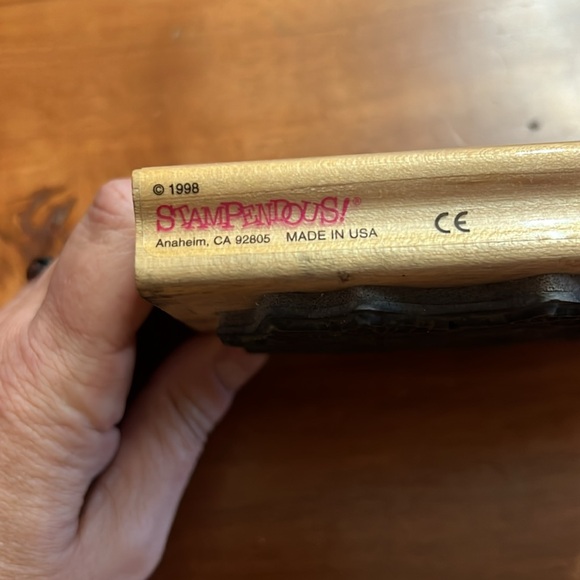 © 1998
STAMPENDOUS!®
Anaheim, CA 92805 MADE IN USA CE